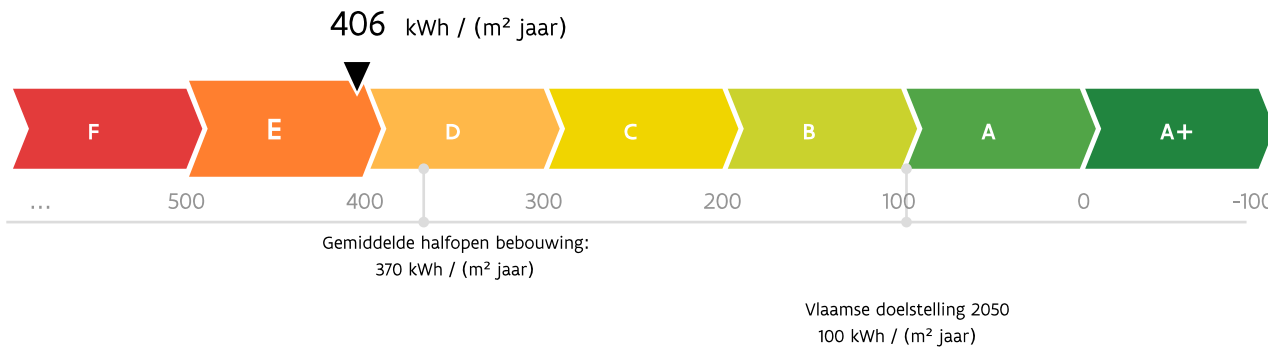 406 kWh / (m² jaar)
F E D C B A A+
... 500 400 300 200 100 0 -100
Gemiddelde halfopen bebouwing:
370 kWh / (m² jaar)
Vlaamse doelstelling 2050
100 kWh / (m² jaar)